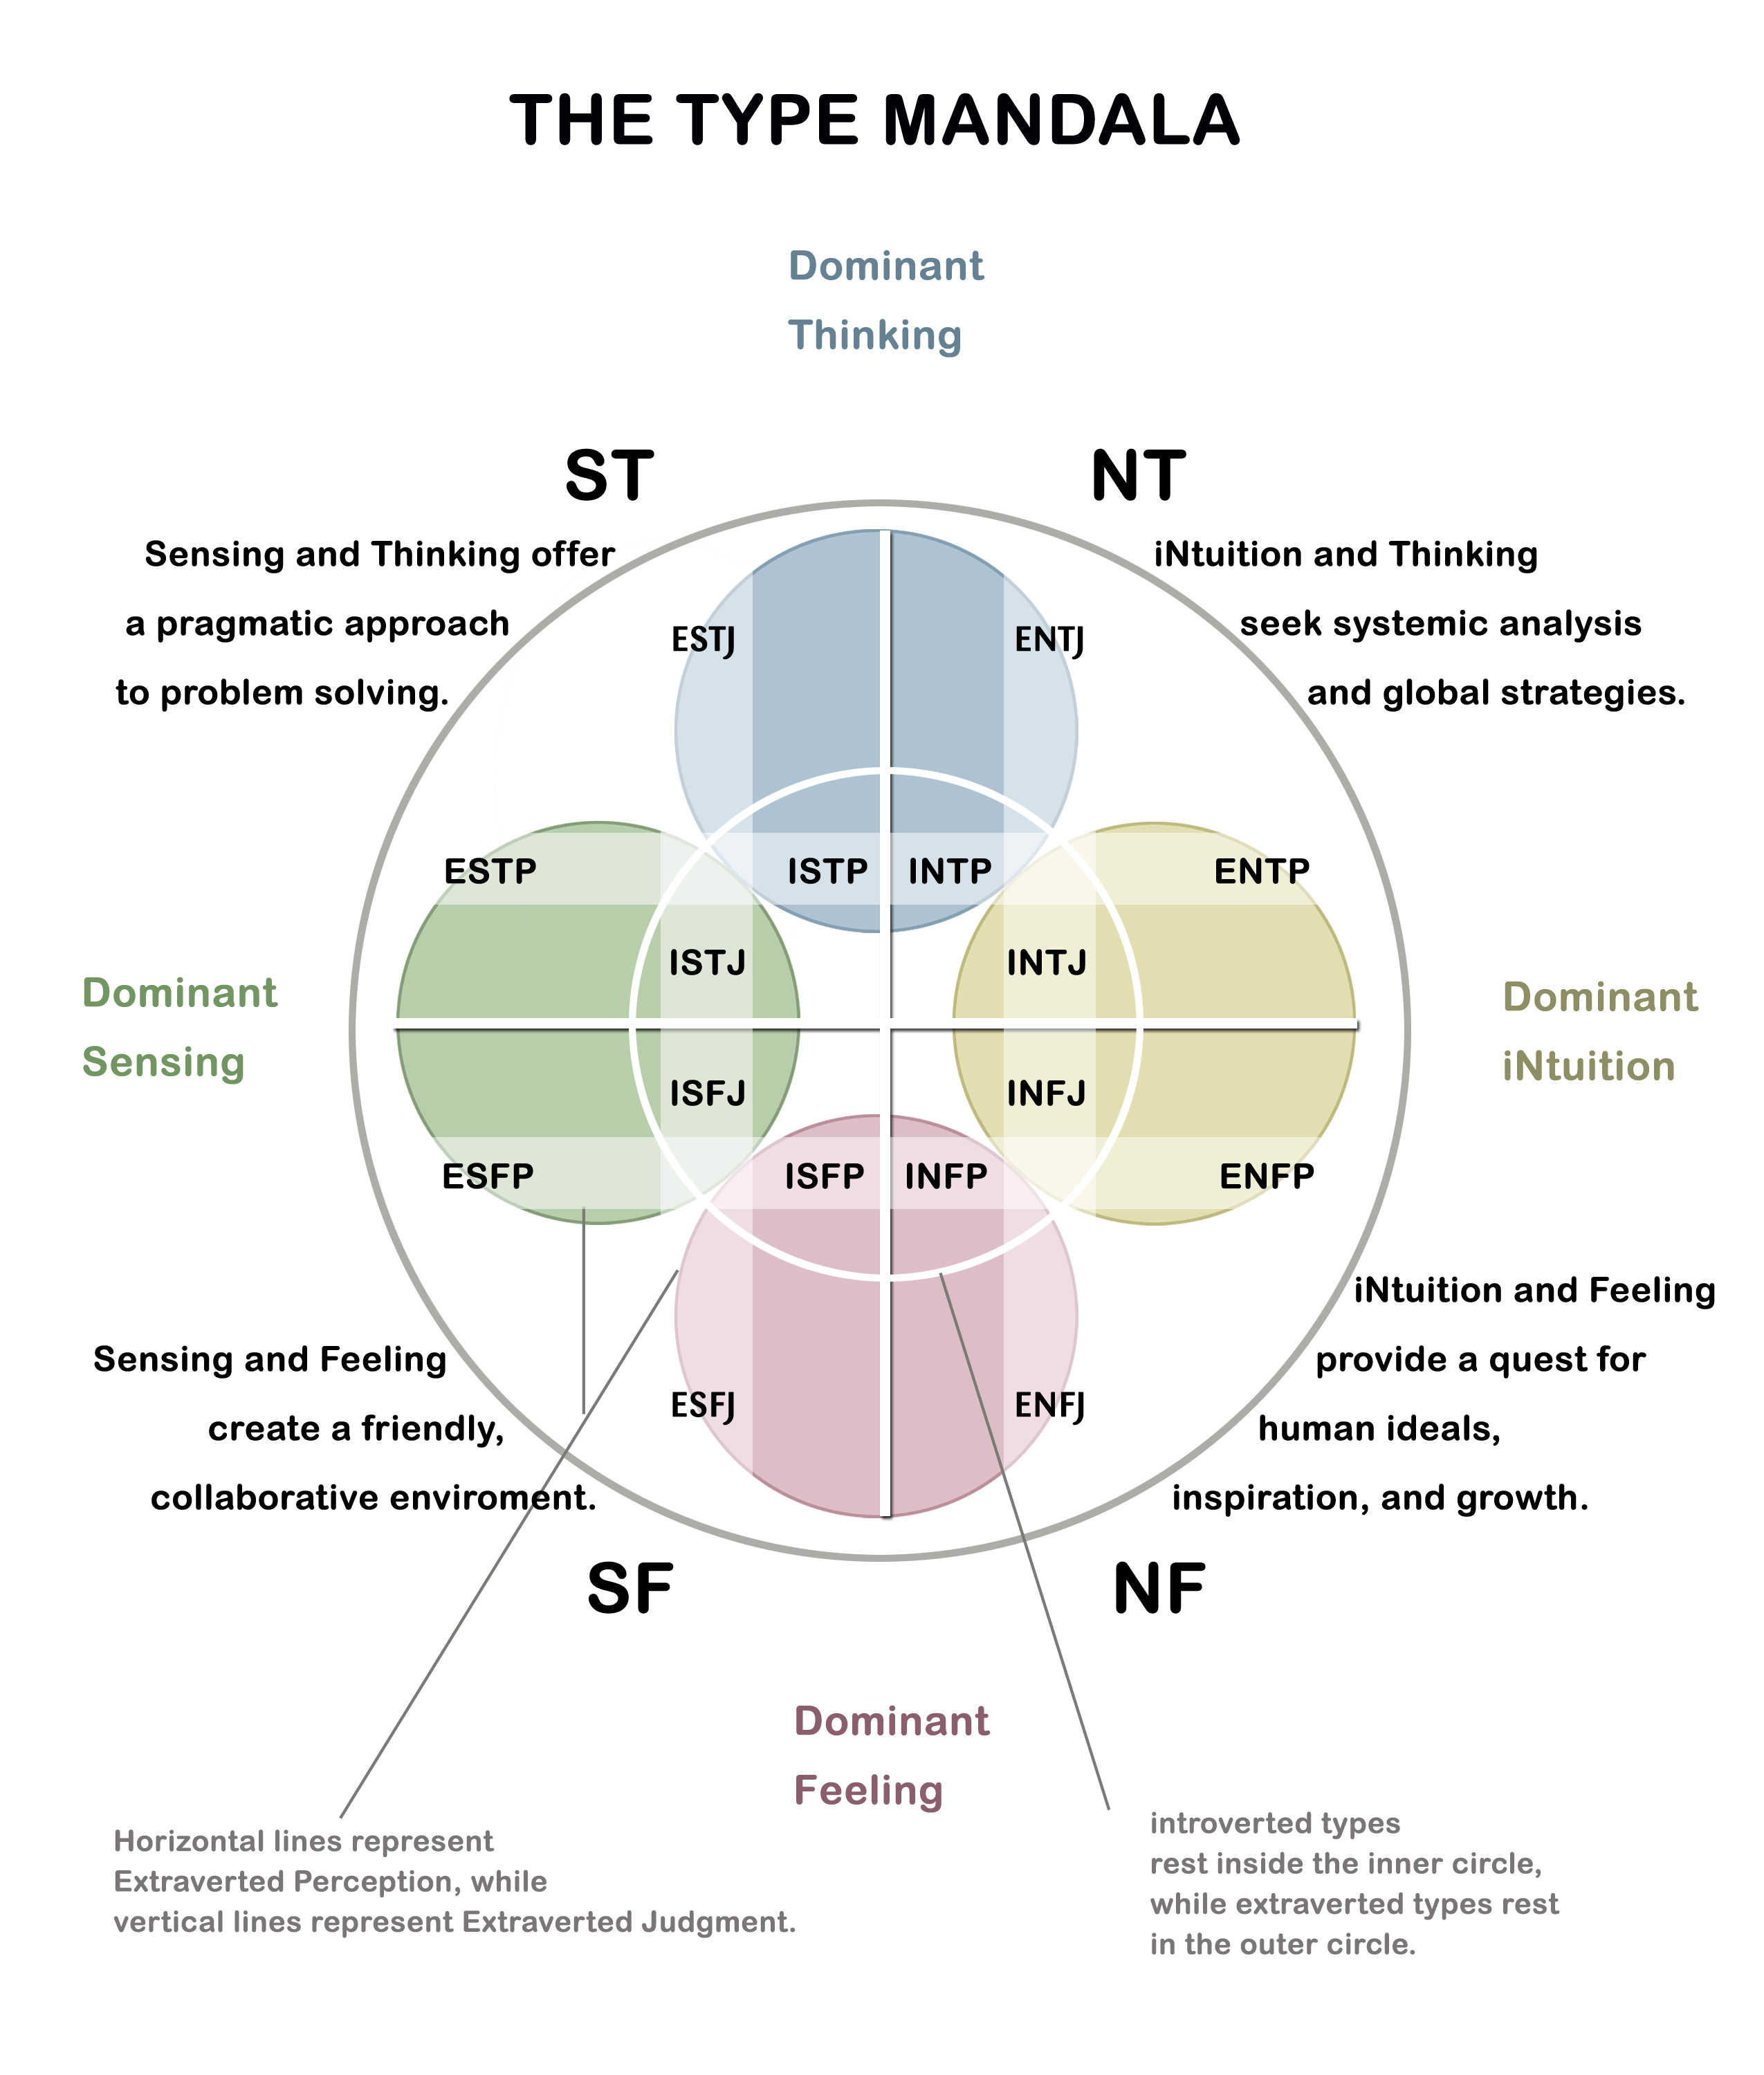 THE TYPE MANDALA
Dominant
Thinking
ST
NT
Sensing and Thinking offer
a pragmatic approach
to problem solving.
iNtuition and Thinking
seek systemic analysis
and global strategies.
ESTJ
ENTJ
ESTP
ISTP
INTP
ENTP
ISTJ
INTJ
Dominant
Sensing
Dominant
iNtuition
ISFJ
INFJ
ESFP
ISFP
INFP
ENFP
ESFJ
ENFJ
Sensing and Feeling
create a friendly,
collaborative enviroment.
iNtuition and Feeling
provide a quest for
human ideals,
inspiration, and growth.
SF
NF
Dominant
Feeling
Horizontal lines represent
Extraverted Perception, while
vertical lines represent Extraverted Judgment.
introverted types
rest inside the inner circle,
while extraverted types rest
in the outer circle.